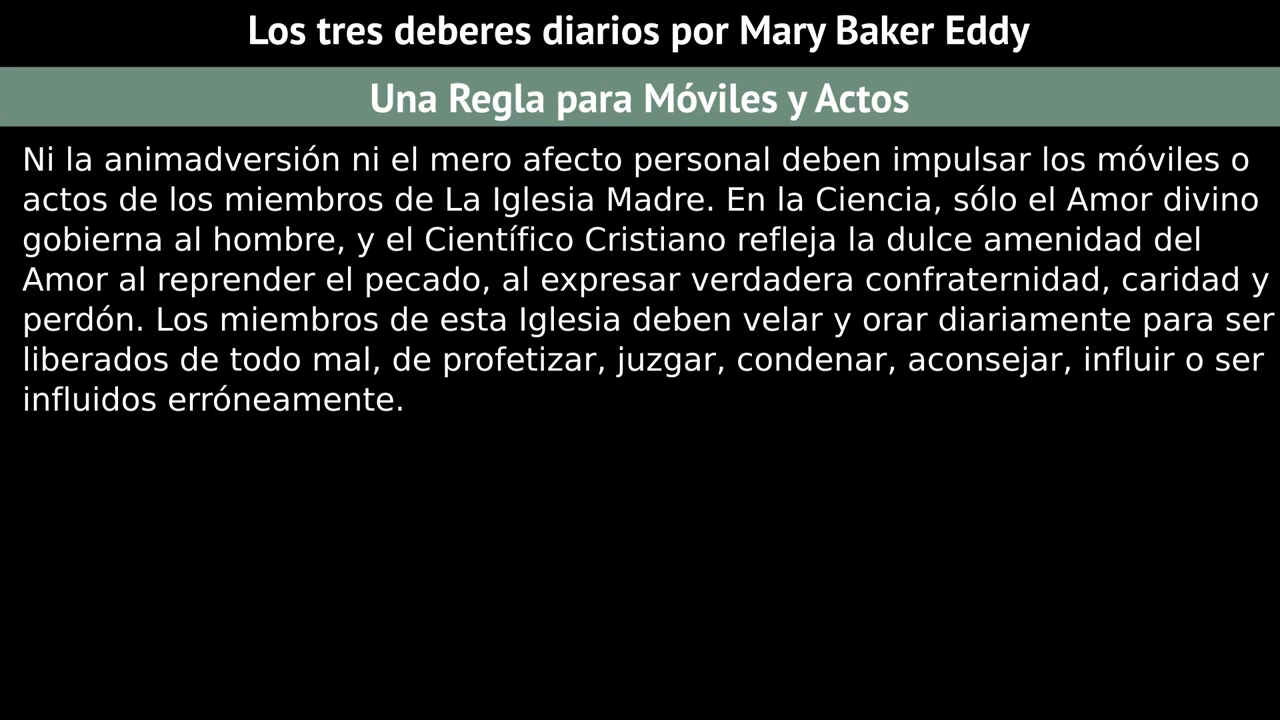 Los tres deberes diarios por Mary Baker Eddy
Una Regla para Móviles y Actos
Ni la animadversión ni el mero afecto personal deben impulsar los móviles o
actos de los miembros de La Iglesia Madre. En la Ciencia, sólo el Amor divino
gobierna al hombre, y el Científico Cristiano refleja la dulce amenidad del
Amor al reprender el pecado, al expresar verdadera confraternidad, caridad y
perdón. Los miembros de esta Iglesia deben velar y orar diariamente para ser
liberados de todo mal, de profetizar, juzgar, condenar, aconsejar, influir o ser
influidos erróneamente.